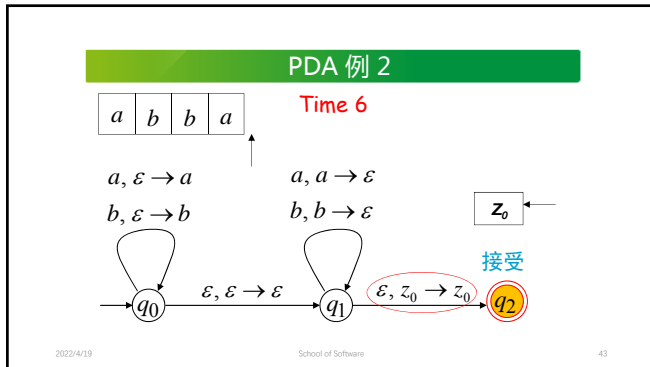 PDA 例 2
Time 6
a b b a
a, ε → a
b, ε → b
a, a → ε
b, b → ε
z₀
接受
ε, ε → ε
ε, z₀ → z₀
q₀
q₁
q₂
2022/4/19
School of Software
43